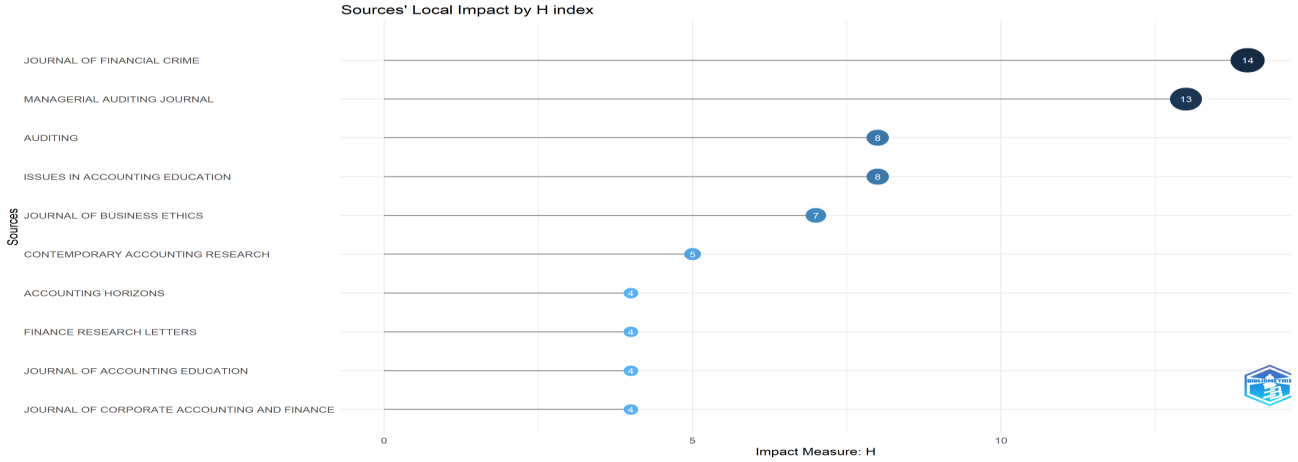 Sources' Local Impact by H index
JOURNAL OF FINANCIAL CRIME
14
MANAGERIAL AUDITING JOURNAL
13
AUDITING
8
ISSUES IN ACCOUNTING EDUCATION
8
Sources
JOURNAL OF BUSINESS ETHICS
7
CONTEMPORARY ACCOUNTING RESEARCH
5
ACCOUNTING HORIZONS
4
FINANCE RESEARCH LETTERS
4
JOURNAL OF ACCOUNTING EDUCATION
4
BIBLIOMETRIX
JOURNAL OF CORPORATE ACCOUNTING AND FINANCE
4
0
5
10
Impact Measure: H